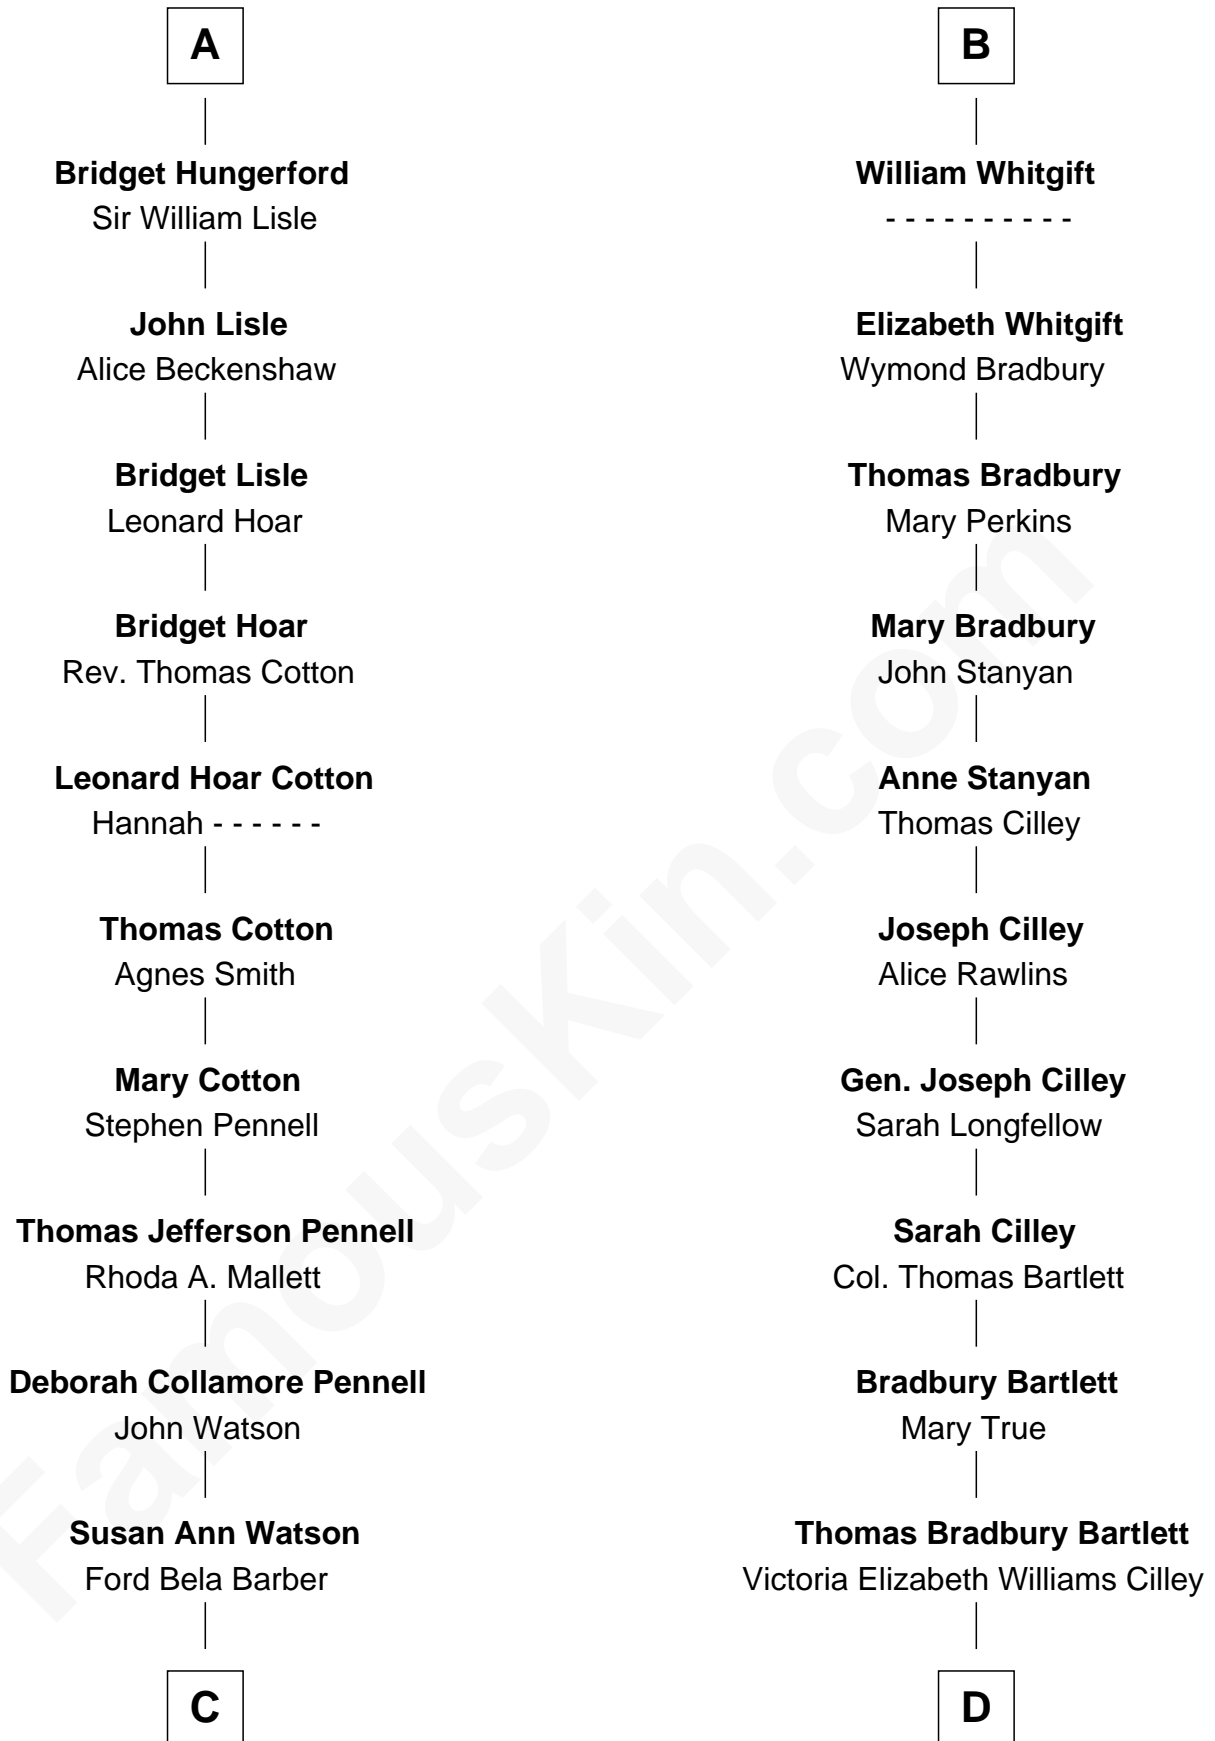 A
Bridget Hungerford
Sir William Lisle
John Lisle
Alice Beckenshaw
Bridget Lisle
Leonard Hoar
Bridget Hoar
Rev. Thomas Cotton
Leonard Hoar Cotton
Hannah - - - - - -
Thomas Cotton
Agnes Smith
Mary Cotton
Stephen Pennell
Thomas Jefferson Pennell
Rhoda A. Mallett
Deborah Collamore Pennell
John Watson
Susan Ann Watson
Ford Bela Barber
C
B
William Whitgift
- - - - - - - - - -
Elizabeth Whitgift
Wymond Bradbury
Thomas Bradbury
Mary Perkins
Mary Bradbury
John Stanyan
Anne Stanyan
Thomas Cilley
Joseph Cilley
Alice Rawlins
Gen. Joseph Cilley
Sarah Longfellow
Sarah Cilley
Col. Thomas Bartlett
Bradbury Bartlett
Mary True
Thomas Bradbury Bartlett
Victoria Elizabeth Williams Cilley
D
FamousKin.com